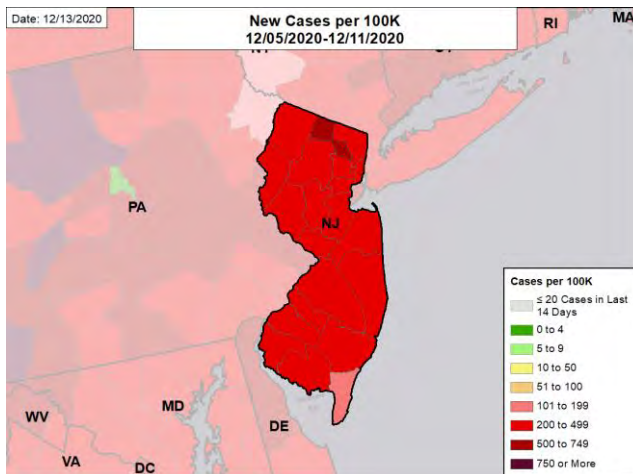 Date: 12/13/2020
New Cases per 100K
12/05/2020-12/11/2020
RI
MA
PA
NJ
WV
MD
DE
VA
DC
Cases per 100K
≤ 20 Cases in Last
14 Days
0 to 4
5 to 9
10 to 50
51 to 100
101 to 199
200 to 499
500 to 749
750 or More